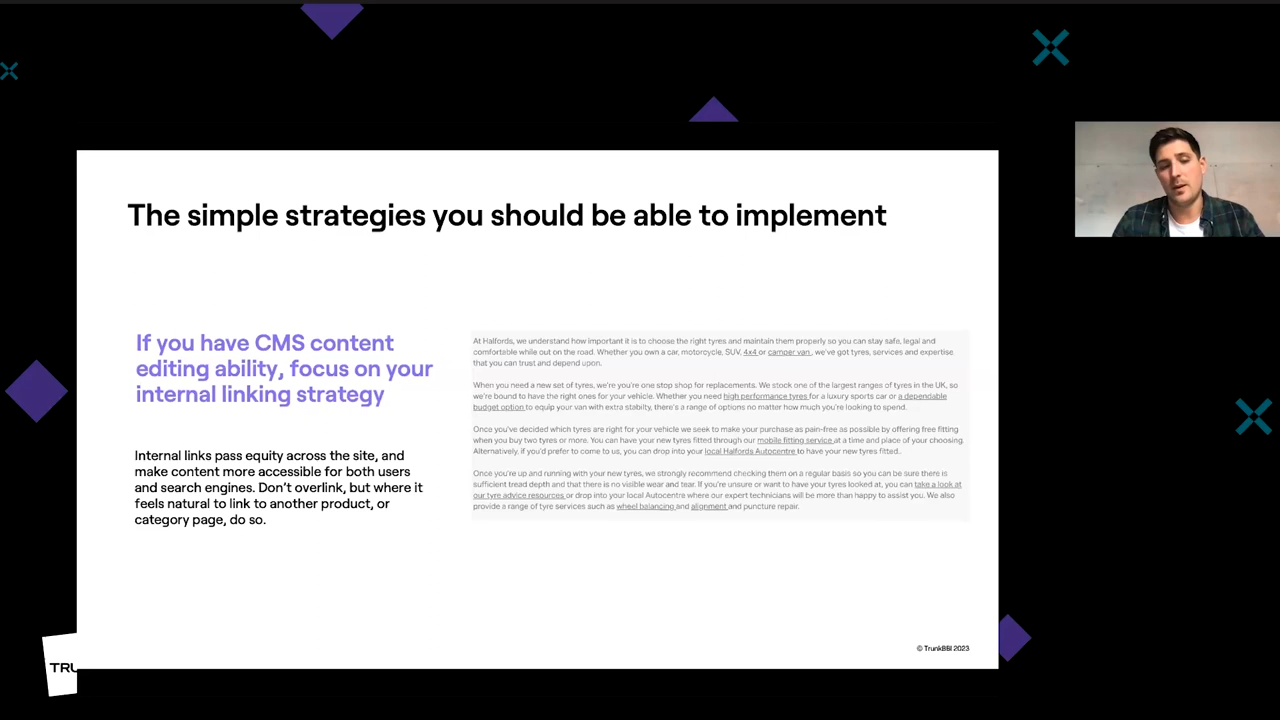 The simple strategies you should be able to implement
If you have CMS content
editing ability, focus on your
internal linking strategy
Internal links pass equity across the site, and
make content more accessible for both users
and search engines. Don't overlink, but where it
feels natural to link to another product, or
category page, do so.
At Halfords, we understand how important it is to choose the right tyres and maintain them properly so you can stay safe, legal and
comfortable while out on the road. Whether you own a car, motorcycle, SUV, 4x4 or camper van , we've got tyres, services and expertise
that you can trust and depend upon.
When you need a new set of tyres, we're you're one stop shop for replacements. We stock one of the largest ranges of tyres in the UK, so
we're bound to have the right ones for your vehicle. Whether you need high performance tyres for a luxury sports car or a dependable
budget option to equip your van with extra stabilty, there's a range of options no matter how much you're looking to spend.
Once you've decided which tyres are right for your vehicle we seek to make your purchase as pain-free as possible by offering free fitting
when you buy two tyres or more. You can have your new tyres fitted through our mobile fitting service at a time and place of your choosing.
Alternatively, if you'd prefer to come to us, you can drop into your local Halfords Autocentre to have your new tyres fitted..
Once you're up and running with your new tyres, we strongly recommend checking them on a regular basis so you can be sure there is
sufficient tread depth and that there is no visible wear and tear. If you're unsure or want to have your tyres looked at, you can take a look at
our tyre advice resources or drop into your local Autocentre where our expert technicians will be more than happy to assist you. We also
provide a range of tyre services such as wheel balancing and alignment and puncture repair.
© TrunkBBI 2023
TRU